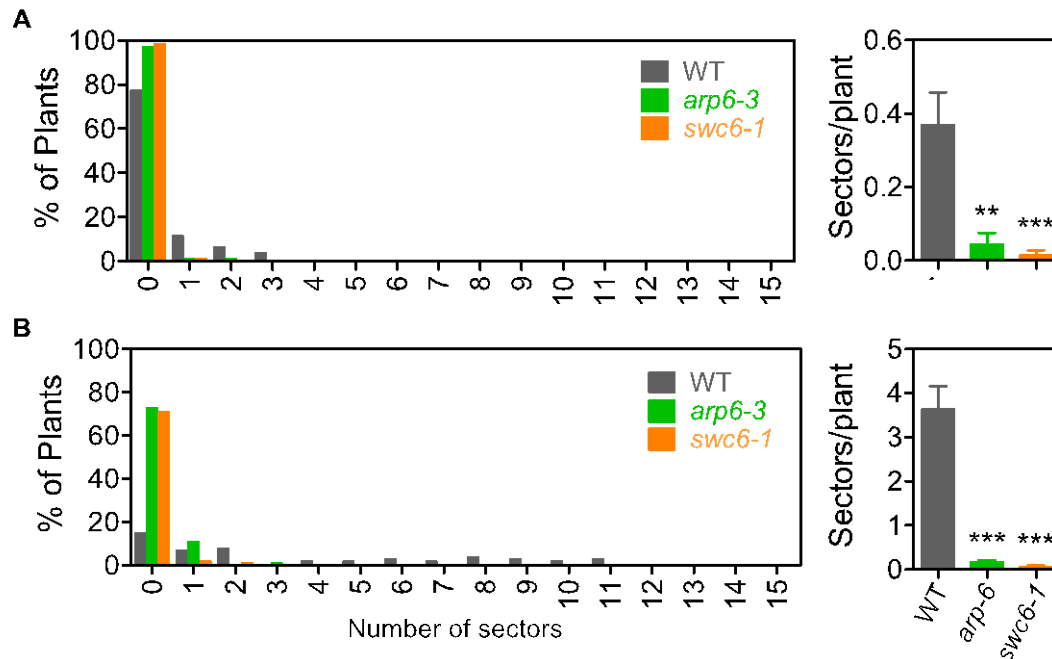 A
% of Plants
100
80
60
40
20
0
WT
arp6-3
swc6-1
0 1 2 3 4 5 6 7 8 9 10 11 12 13 14 15
Sectors/plant
0.6
0.4
0.2
0.0
** ***
B
% of Plants
100
80
60
40
20
0
WT
arp6-3
swc6-1
0 1 2 3 4 5 6 7 8 9 10 11 12 13 14 15
Number of sectors
Sectors/plant
5
4
3
2
1
0
*** ***
WT arp-6 swc6-1